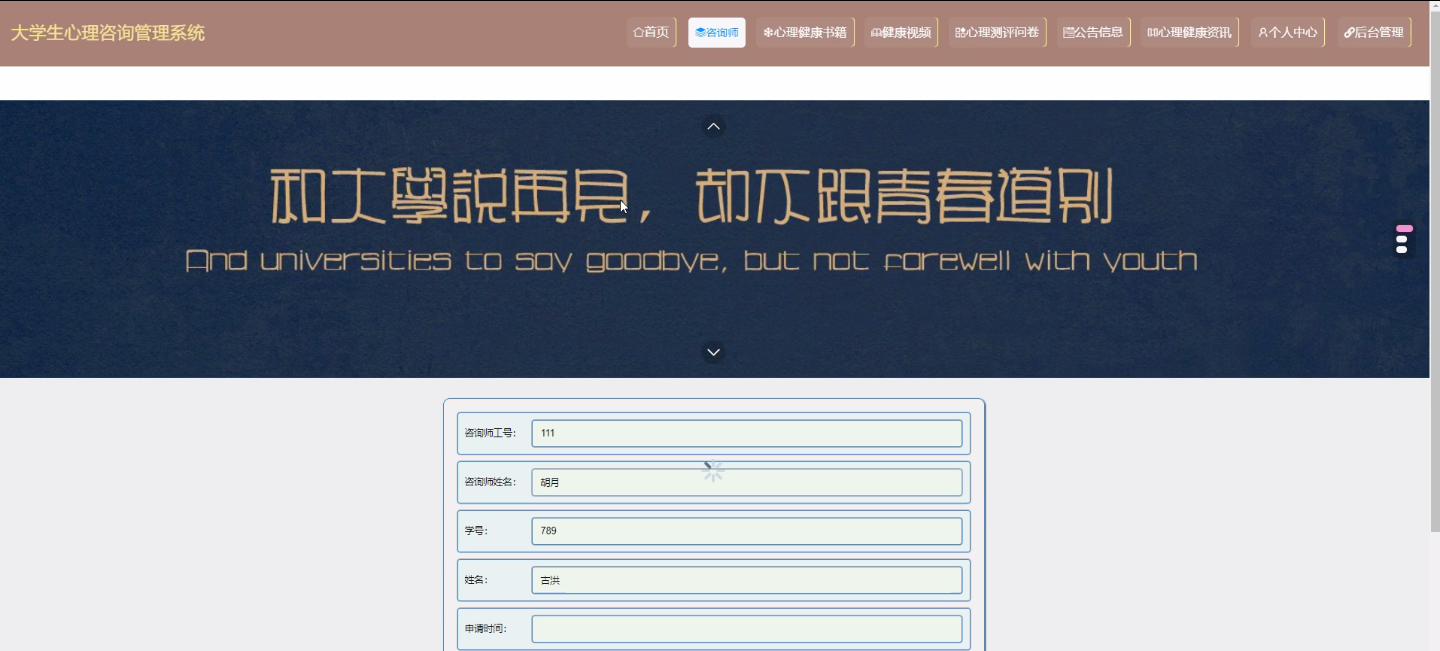 大学生心理咨询管理系统
首页 咨询师 心理健康书籍 健康视频 心理测评问卷 公告信息 心理健康资讯 个人中心 后台管理
和大學説再見，却不跟青春道别
And universities to say goodbye, but not farewell with youth
咨询师工号： 111
咨询师姓名： 胡月
学号： 789
姓名： 古洪
申请时间：